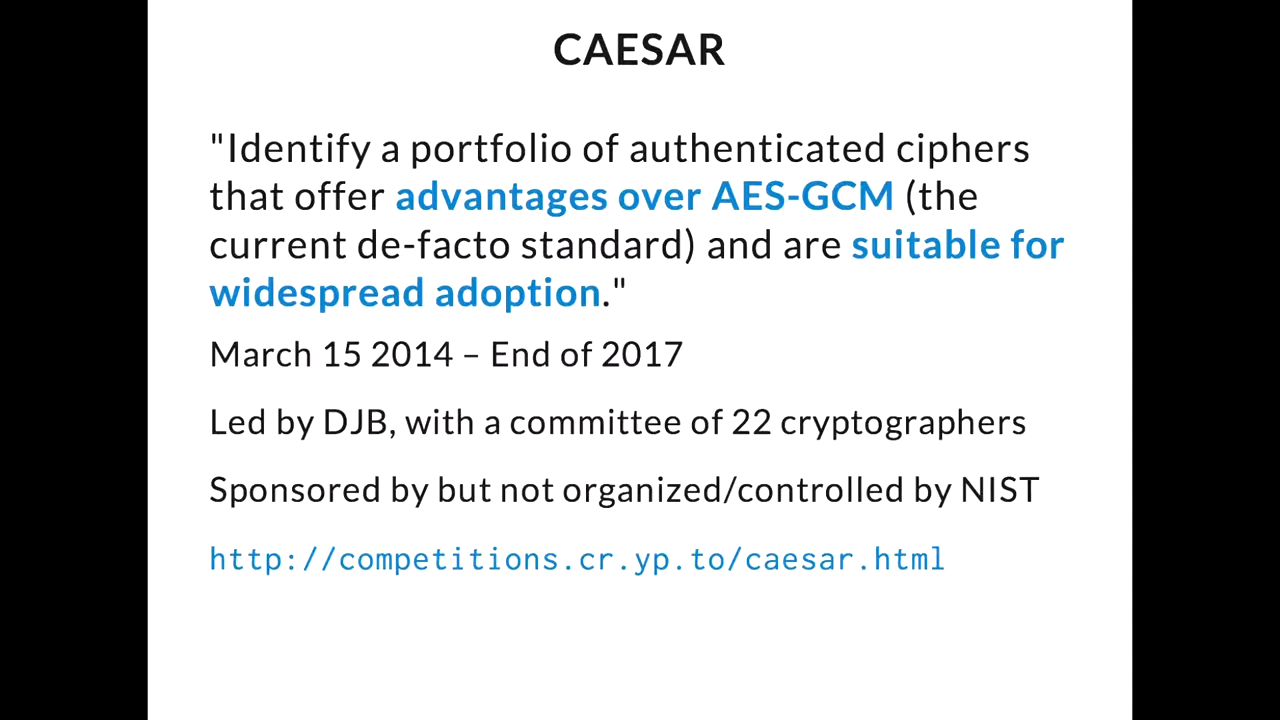 CAESAR
"Identify a portfolio of authenticated ciphers
that offer advantages over AES-GCM (the
current de-facto standard) and are suitable for
widespread adoption."
March 15 2014 – End of 2017
Led by DJB, with a committee of 22 cryptographers
Sponsored by but not organized/controlled by NIST
http://competitions.cr.yp.to/caesar.html